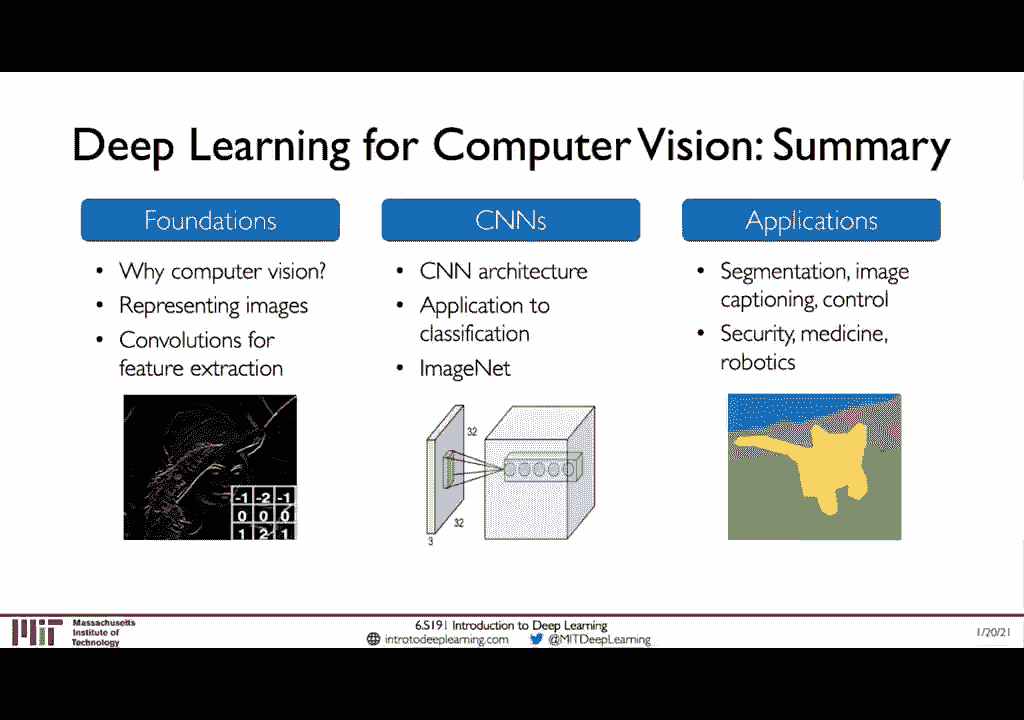 Deep Learning for Computer Vision: Summary
Foundations
• Why computer vision?
• Representing images
• Convolutions for
feature extraction
-1 -2 -1
0 0 0
1 2 1
CNNs
• CNN architecture
• Application to
classification
• ImageNet
32
32
3
Applications
• Segmentation, image
captioning, control
• Security, medicine,
robotics
Massachusetts
Institute of
Technology
6.S191 Introduction to Deep Learning
introtodeeplearning.com @MITDeepLearning
1/20/21